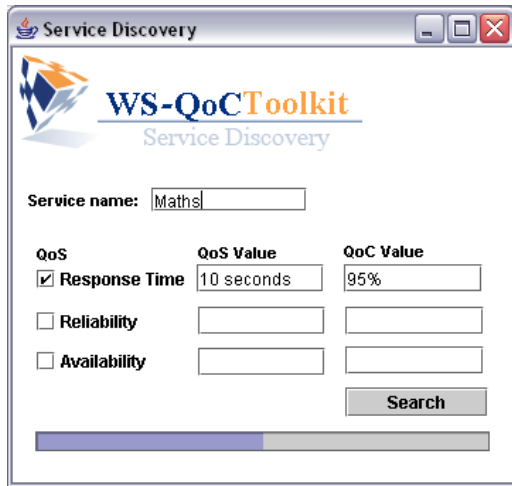 Service Discovery
WS-QoCToolkit
Service Discovery
Service name: Maths
QoS QoS Value QoC Value
Response Time 10 seconds 95%
Reliability
Availability
Search